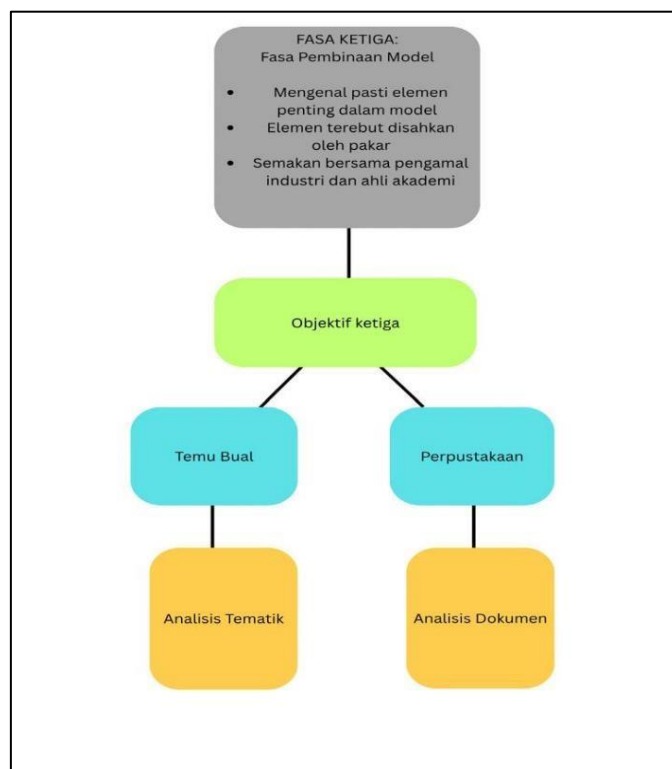 FASA KETIGA:
Fasa Pembinaan Model
• Mengenal pasti elemen
penting dalam model
• Elemen terebut disahkan
oleh pakar
• Semakan bersama pengamal
industri dan ahli akademi
Objektif ketiga
Temu Bual
Perpustakaan
Analisis Tematik
Analisis Dokumen